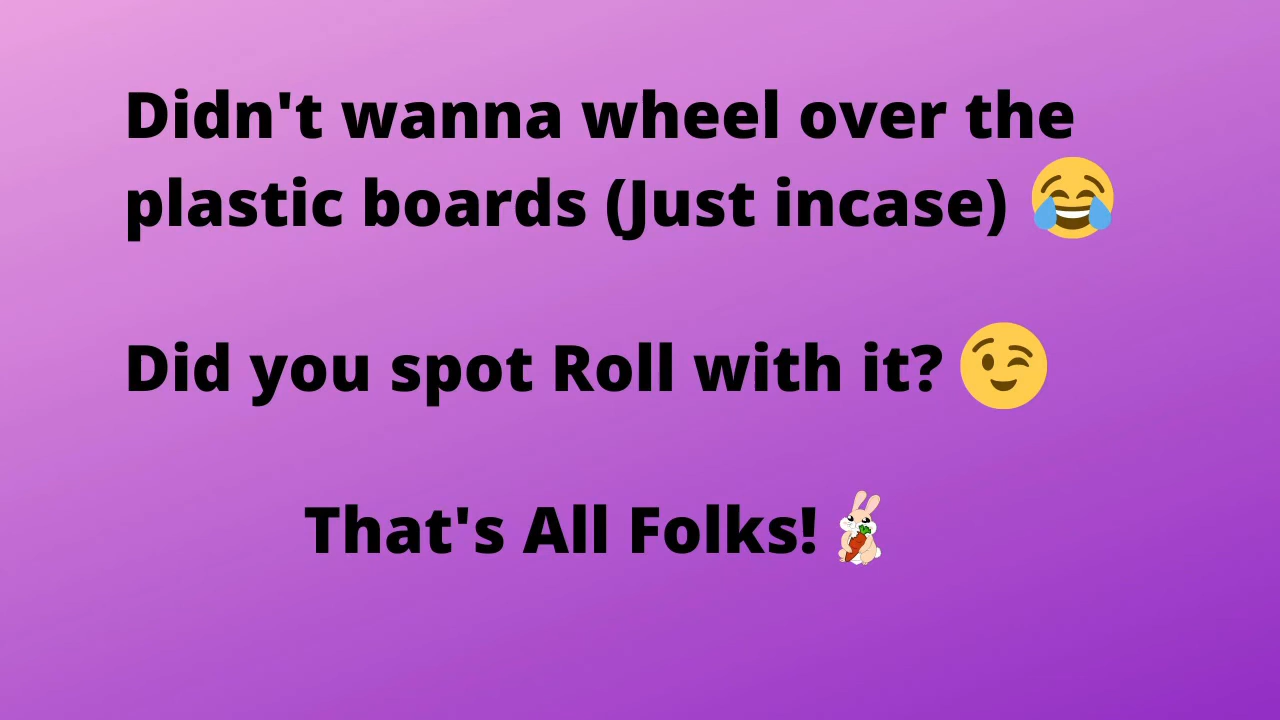 Didn't wanna wheel over the
plastic boards (Just incase) 😂
Did you spot Roll with it? 😉
That's All Folks!